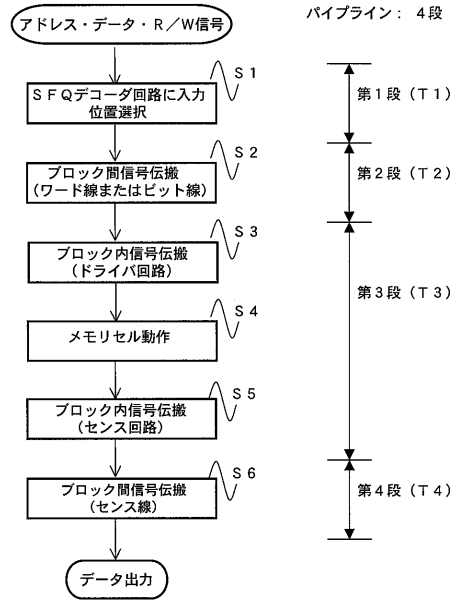 アドレス・データ・R／W信号
パイプライン： 4段
S1
SFQデコーダ回路に入力
位置選択
第1段（T1）
S2
ブロック間信号伝搬
（ワード線またはビット線）
第2段（T2）
S3
ブロック内信号伝搬
（ドライバ回路）
第3段（T3）
S4
メモリセル動作
S5
ブロック内信号伝搬
（センス回路）
S6
ブロック間信号伝搬
（センス線）
第4段（T4）
データ出力